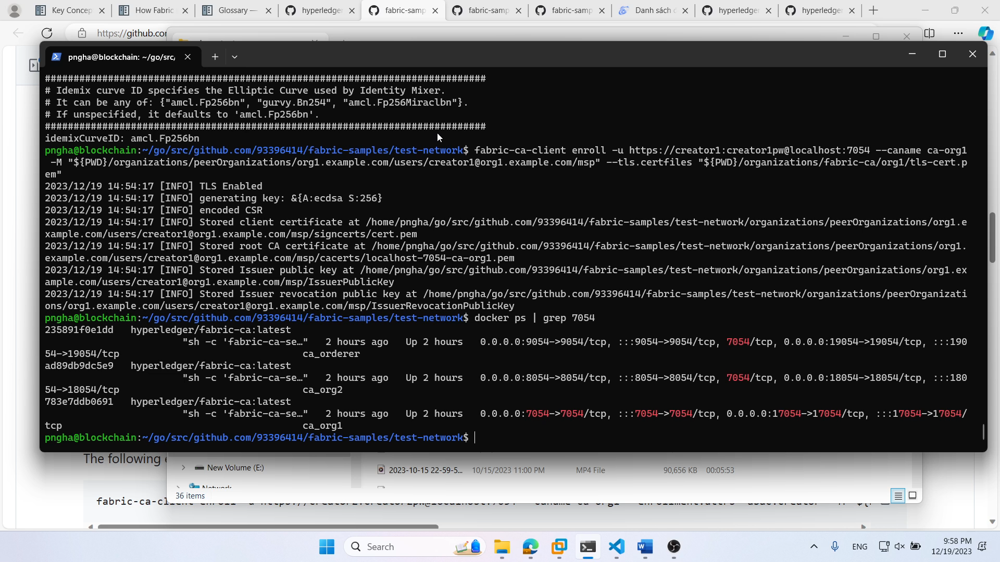 Key Concep
How Fabric
Glossary —
hyperledge
fabric-samp
fabric-samp
fabric-samp
Danh sách
hyperledge
hyperledge
https://github.com
pngha@blockchain: ~/go/src/
#############################################################################
# Idemix curve ID specifies the Elliptic Curve used by Identity Mixer.
# It can be any of: {"amcl.Fp256bn", "gurvy.Bn254", "amcl.Fp256Miraclbn"}.
# If unspecified, it defaults to 'amcl.Fp256bn'.
#############################################################################
idemixCurveID: amcl.Fp256bn
pngha@blockchain:~/go/src/github.com/93396414/fabric-samples/test-network$ fabric-ca-client enroll -u https://creator1:creator1pw@localhost:7054 --caname ca-org1
-M "${PWD}/organizations/peerOrganizations/org1.example.com/users/creator1@org1.example.com/msp" --tls.certfiles "${PWD}/organizations/fabric-ca/org1/tls-cert.p
em"
2023/12/19 14:54:17 [INFO] TLS Enabled
2023/12/19 14:54:17 [INFO] generating key: &{A:ecdsa S:256}
2023/12/19 14:54:17 [INFO] encoded CSR
2023/12/19 14:54:17 [INFO] Stored client certificate at /home/pngha/go/src/github.com/93396414/fabric-samples/test-network/organizations/peerOrganizations/org1.e
xample.com/users/creator1@org1.example.com/msp/signcerts/cert.pem
2023/12/19 14:54:17 [INFO] Stored root CA certificate at /home/pngha/go/src/github.com/93396414/fabric-samples/test-network/organizations/peerOrganizations/org1.
example.com/users/creator1@org1.example.com/msp/cacerts/localhost-7054-ca-org1.pem
2023/12/19 14:54:17 [INFO] Stored Issuer public key at /home/pngha/go/src/github.com/93396414/fabric-samples/test-network/organizations/peerOrganizations/org1.ex
ample.com/users/creator1@org1.example.com/msp/IssuerPublicKey
2023/12/19 14:54:17 [INFO] Stored Issuer revocation public key at /home/pngha/go/src/github.com/93396414/fabric-samples/test-network/organizations/peerOrganizati
ons/org1.example.com/users/creator1@org1.example.com/msp/IssuerRevocationPublicKey
pngha@blockchain:~/go/src/github.com/93396414/fabric-samples/test-network$ docker ps | grep 7054
235891f0e1dd   hyperledger/fabric-ca:latest
"sh -c 'fabric-ca-se…"   2 hours ago   Up 2 hours   0.0.0.0:9054->9054/tcp, :::9054->9054/tcp, 7054/tcp, 0.0.0.0:19054->19054/tcp, :::190
54->19054/tcp   ca_orderer
ad89db9dc5e9   hyperledger/fabric-ca:latest
"sh -c 'fabric-ca-se…"   2 hours ago   Up 2 hours   0.0.0.0:8054->8054/tcp, :::8054->8054/tcp, 7054/tcp, 0.0.0.0:18054->18054/tcp, :::180
54->18054/tcp   ca_org2
783e7ddb0691   hyperledger/fabric-ca:latest
"sh -c 'fabric-ca-se…"   2 hours ago   Up 2 hours   0.0.0.0:7054->7054/tcp, :::7054->7054/tcp, 0.0.0.0:17054->17054/tcp, :::17054->17054/
tcp   ca_org1
pngha@blockchain:~/go/src/github.com/93396414/fabric-samples/test-network$
The following
New Volume (E:)
2023-10-15 22-59-5... 10/15/2023 11:00 PM MP4 File 90,656 KB 00:05:53
Network
36 items
fabric-ca-client enroll
Search
ENG
9:58 PM
12/19/2023